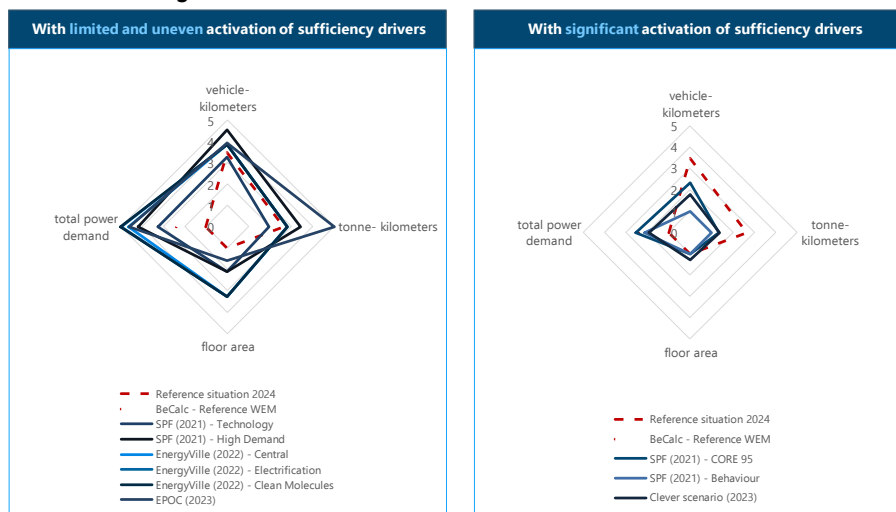 With limited and uneven activation of sufficiency drivers
vehicle-
kilometers
5
4
3
2
1
0
total power
demand
tonne- kilometers
floor area
Reference situation 2024
BeCalc - Reference WEM
SPF (2021) - Technology
SPF (2021) - High Demand
EnergyVille (2022) - Central
EnergyVille (2022) - Electrification
EnergyVille (2022) - Clean Molecules
EPOC (2023)
With significant activation of sufficiency drivers
vehicle-
kilometers
5
4
3
2
1
0
total power
demand
tonne-
kilometers
floor area
Reference situation 2024
BeCalc - Reference WEM
SPF (2021) - CORE 95
SPF (2021) - Behaviour
Clever scenario (2023)